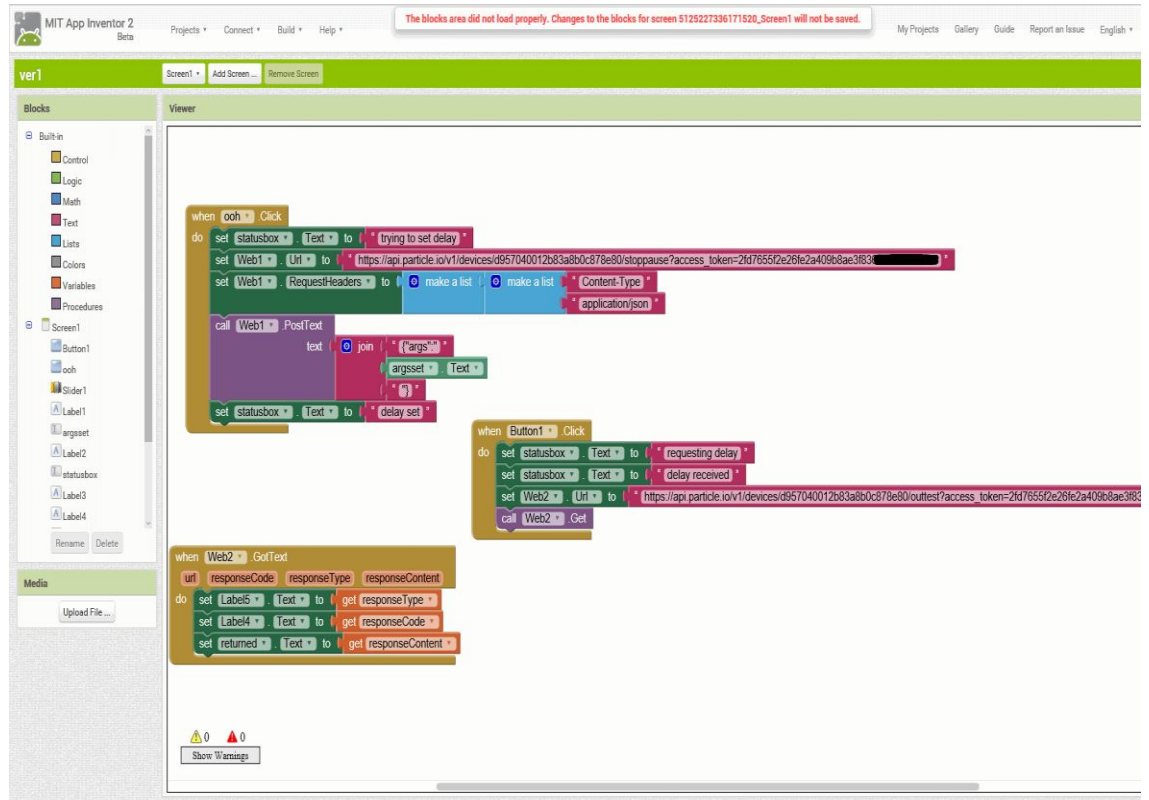 MIT App Inventor 2
Beta
Projects Connect Build Help
The blocks area did not load properly. Changes to the blocks for screen 5125227336171520_Screen1 will not be saved.
My Projects Gallery Guide Report an Issue English
ver1
Screen1 Add Screen ... Remove Screen
Blocks
Viewer
Built-in
Control
Logic
Math
Text
Lists
Colors
Variables
Procedures
Screen1
Button1
ooh
Slider1
Label1
argsset
Label2
statusbox
Label3
Label4
Rename Delete
Media
Upload File ...
when ooh .Click
do set statusbox . Text to " trying to set delay "
set Web1 . Url to " https://api.particle.io/v1/devices/d957040012b83a8b0c878e80/stoppause?access_token=2fd7655f2e26fe2a409b8ae3f83 "
set Web1 . RequestHeaders to make a list make a list " Content-Type "
" application/json "
call Web1 .PostText
text join " {"args":" "
argsset . Text
" "} "
set statusbox . Text to " delay set "
when Button1 .Click
do set statusbox . Text to " requesting delay "
set statusbox . Text to " delay received "
set Web2 . Url to " https://api.particle.io/v1/devices/d957040012b83a8b0c878e80/outtest?access_token=2fd7655f2e26fe2a409b8ae3f83
call Web2 .Get
when Web2 .GotText
url responseCode responseType responseContent
do set Label5 . Text to get responseType
set Label4 . Text to get responseCode
set returned . Text to get responseContent
0 0
Show Warnings